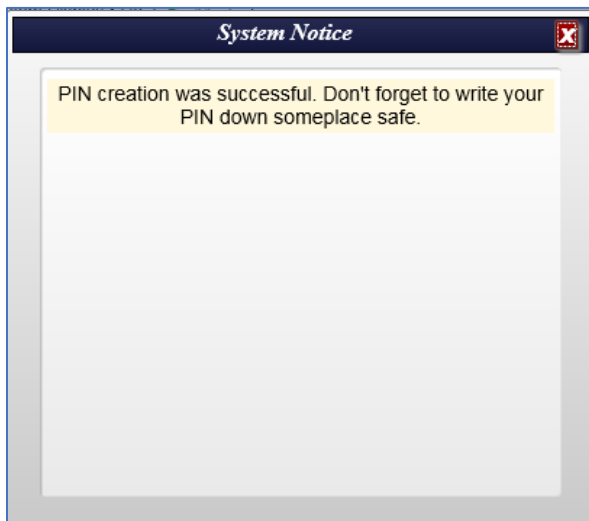 System Notice
X
PIN creation was successful. Don't forget to write your
PIN down someplace safe.